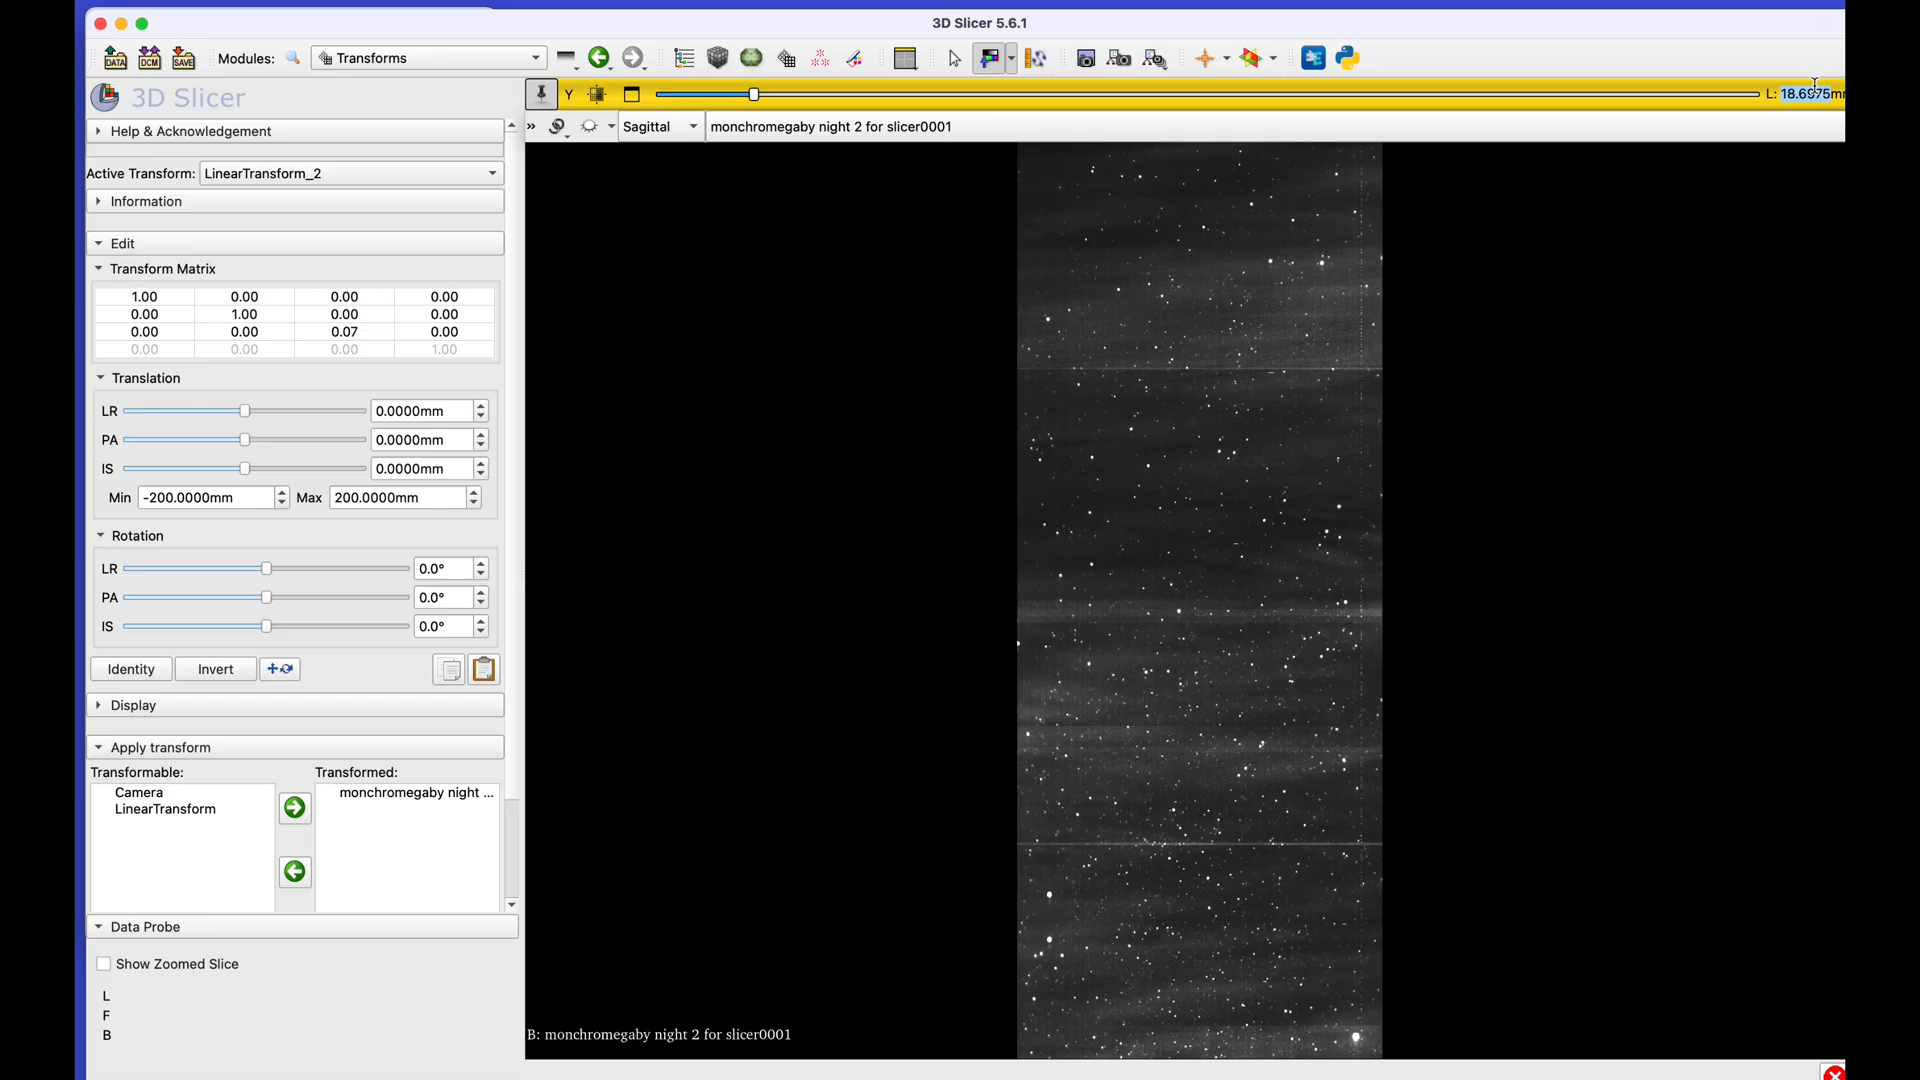 3D Slicer 5.6.1
DATA DCM SAVE Modules: Transforms
3D Slicer
Y L: 18.6975mm
Sagittal monchromegaby night 2 for slicer0001
Help & Acknowledgement
Active Transform: LinearTransform_2
Information
Edit
Transform Matrix
1.00 0.00 0.00 0.00
0.00 1.00 0.00 0.00
0.00 0.00 0.07 0.00
0.00 0.00 0.00 1.00
Translation
LR 0.0000mm
PA 0.0000mm
IS 0.0000mm
Min -200.0000mm Max 200.0000mm
Rotation
LR 0.0°
PA 0.0°
IS 0.0°
Identity Invert
Display
Apply transform
Transformable: Transformed:
Camera monchromegaby night ...
LinearTransform
Data Probe
Show Zoomed Slice
L
F
B
B: monchromegaby night 2 for slicer0001